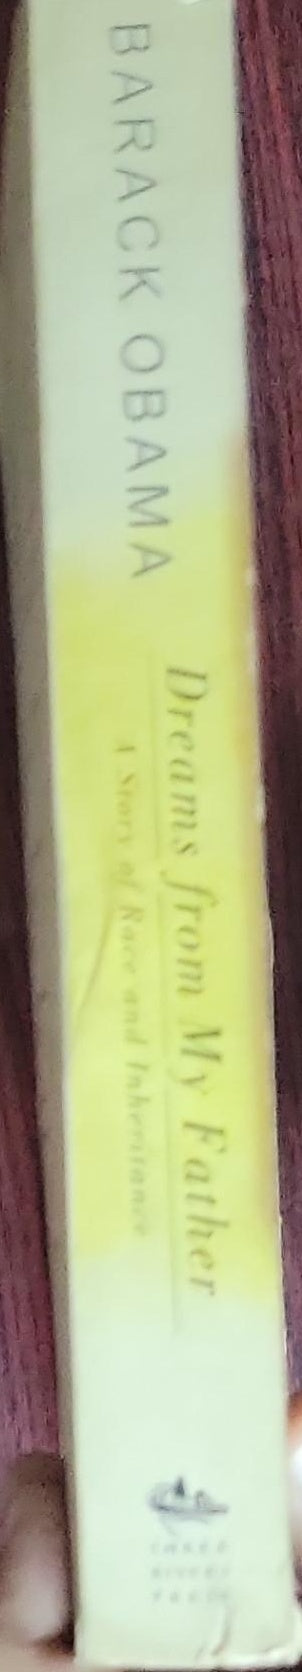 BARACK OBAMA
Dreams from My Father
A Story of Race and Inheritance
THREE
RIVERS
PRESS